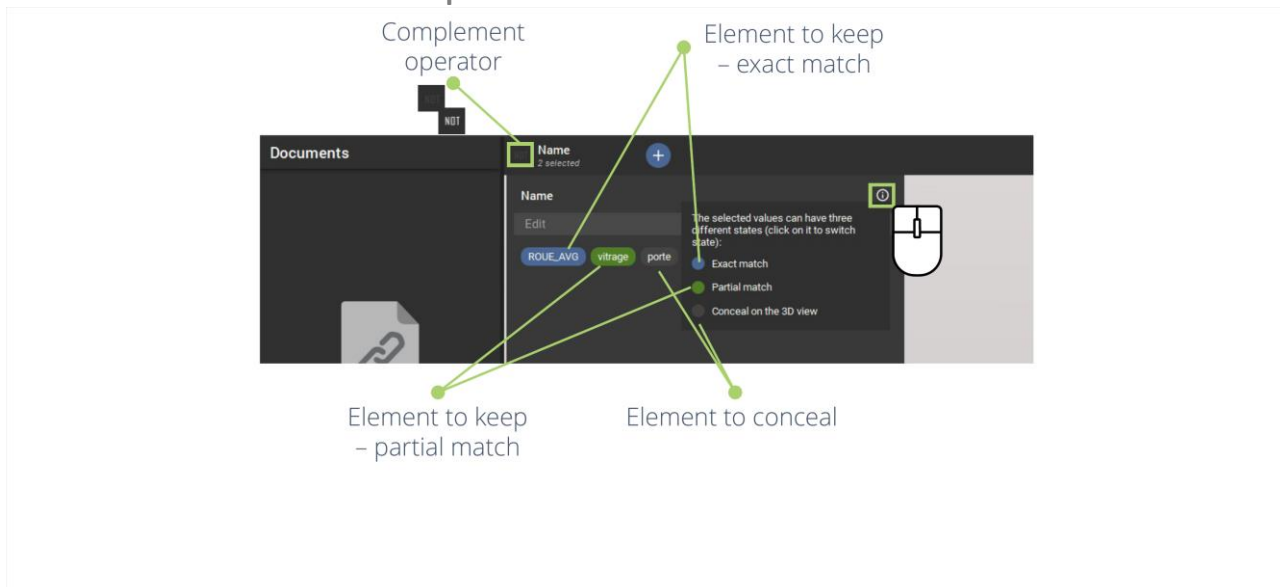 Complement
operator
Element to keep
– exact match
NOT
NOT
Documents
Name
2 selected
+
Name
Edit
The selected values can have three
different states (click on it to switch
state):
ROUE_AVG vitrage porte
Exact match
Partial match
Conceal on the 3D view
Element to keep
– partial match
Element to conceal